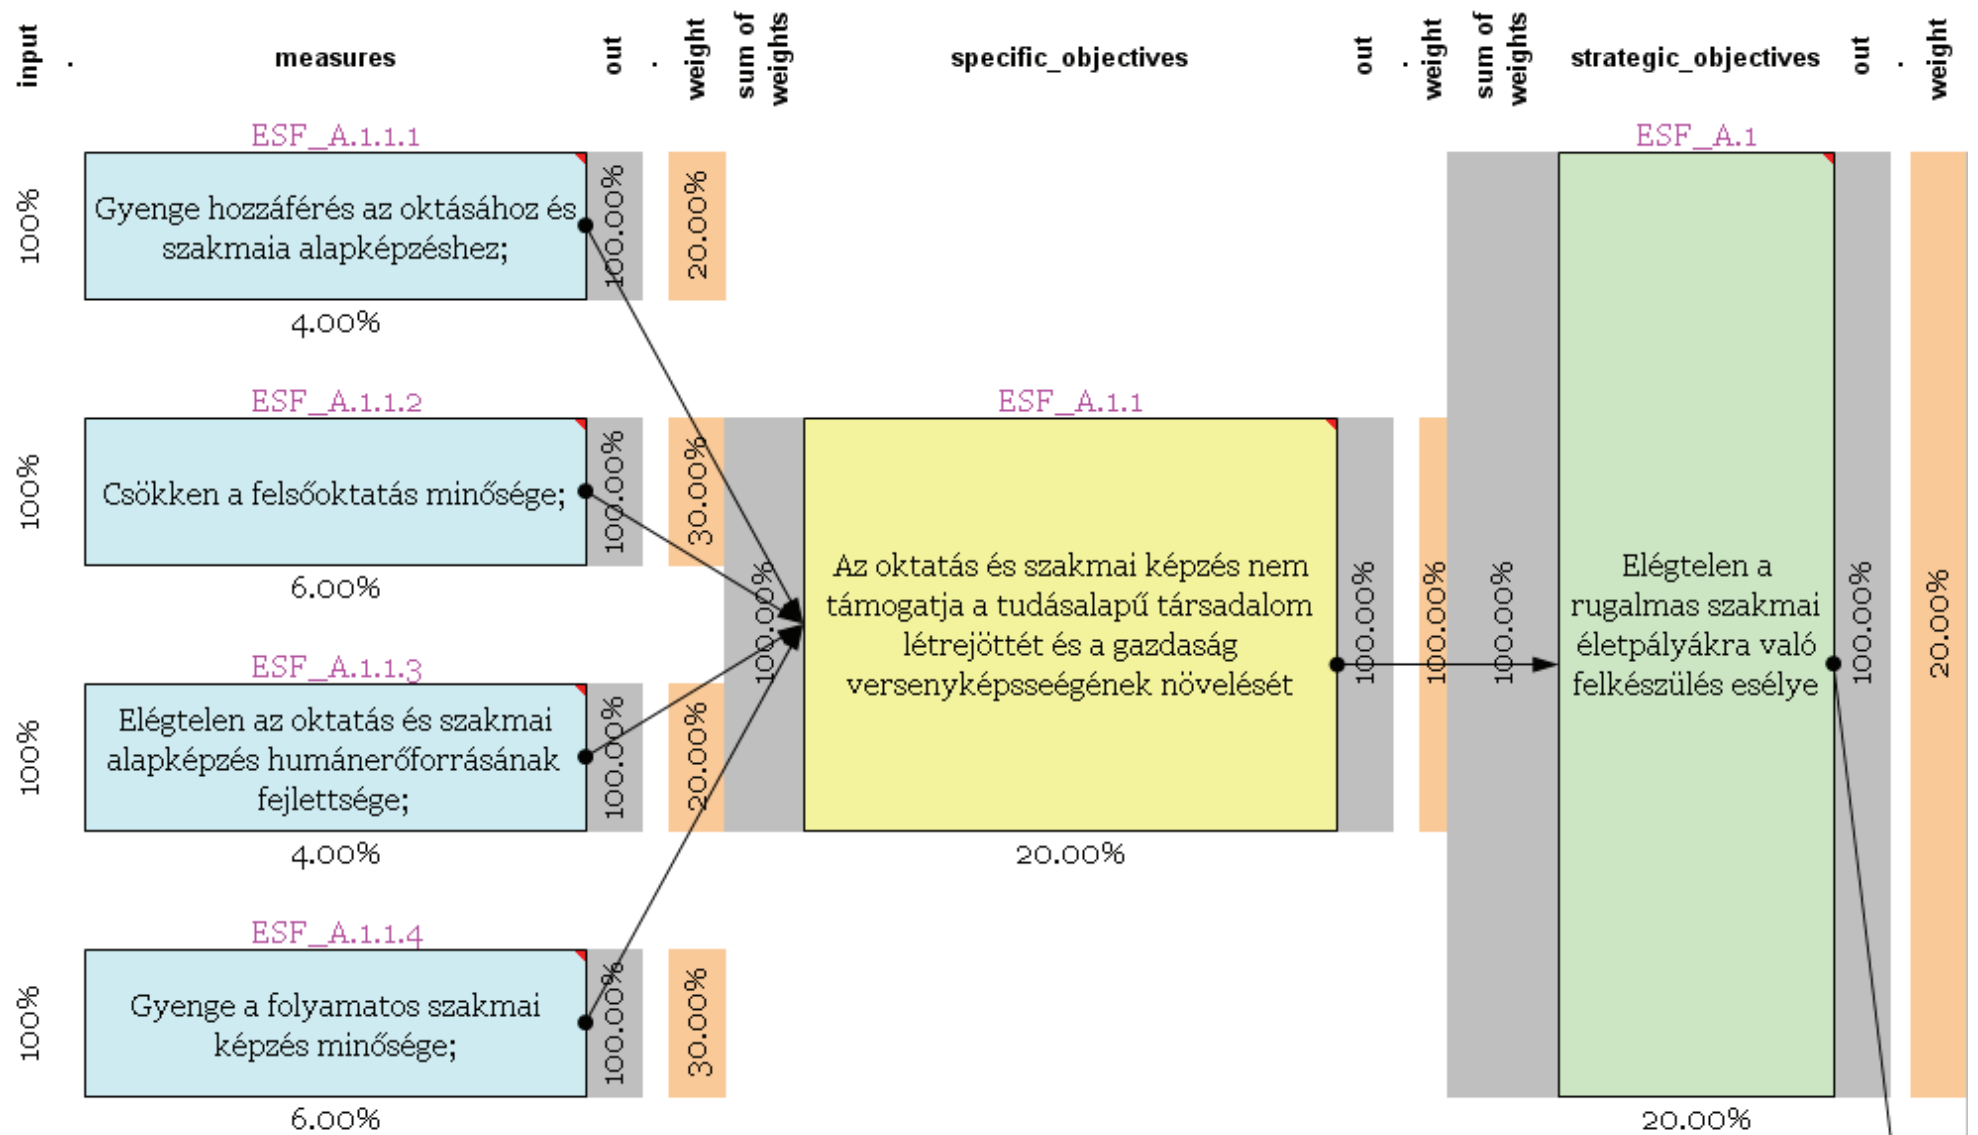 input
.
measures
out
.
weight
sum of
weights
specific_objectives
out
.
weight
sum of
weights
strategic_objectives
out
.
weight
ESF_A.1.1.1
100%
Gyenge hozzáférés az oktásához és
szakmaia alapképzéshez;
100.00%
20.00%
4.00%
ESF_A.1.1.2
100%
Csökken a felsőoktatás minősége;
100.00%
30.00%
6.00%
ESF_A.1.1.3
100%
Elégtelen az oktatás és szakmai
alapképzés humánerőforrásának
fejlettsége;
100.00%
20.00%
4.00%
ESF_A.1.1.4
100%
Gyenge a folyamatos szakmai
képzés minősége;
100.00%
30.00%
6.00%
100.00%
ESF_A.1.1
Az oktatás és szakmai képzés nem
támogatja a tudásalapű társadalom
létrejöttét és a gazdaság
versenyképsseégének növelését
100.00%
100.00%
20.00%
100.00%
ESF_A.1
Elégtelen a
rugalmas szakmai
életpályákra való
felkészülés esélye
100.00%
20.00%
20.00%